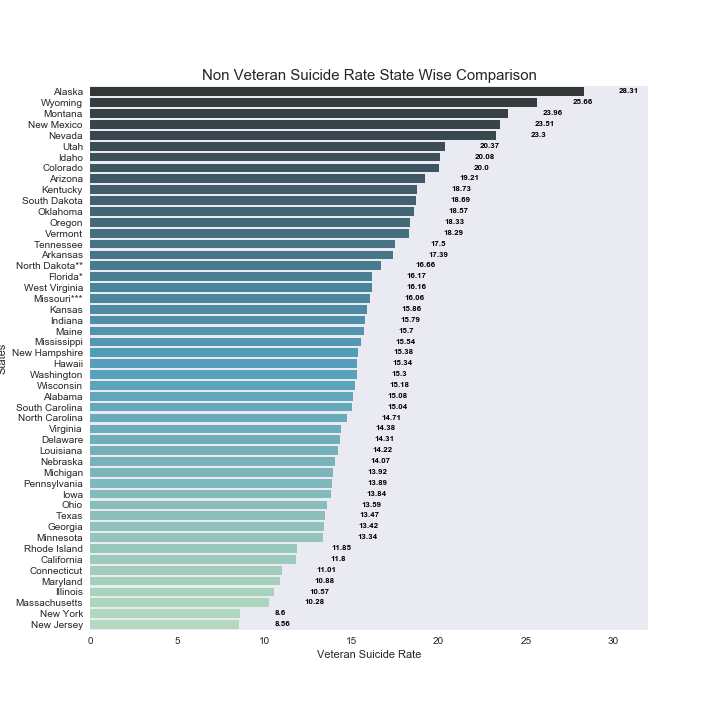 Non Veteran Suicide Rate State Wise Comparison
Alaska 28.31
Wyoming 25.66
Montana 23.96
New Mexico 23.51
Nevada 23.3
Utah 20.37
Idaho 20.08
Colorado 20.0
Arizona 19.21
Kentucky 18.73
South Dakota 18.69
Oklahoma 18.57
Oregon 18.33
Vermont 18.29
Tennessee 17.5
Arkansas 17.39
North Dakota** 16.66
Florida* 16.17
West Virginia 16.16
Missouri*** 16.06
Kansas 15.86
Indiana 15.79
Maine 15.7
Mississippi 15.54
New Hampshire 15.38
States
Hawaii 15.34
Washington 15.3
Wisconsin 15.18
Alabama 15.08
South Carolina 15.04
North Carolina 14.71
Virginia 14.38
Delaware 14.31
Louisiana 14.22
Nebraska 14.07
Michigan 13.92
Pennsylvania 13.89
Iowa 13.84
Ohio 13.59
Texas 13.47
Georgia 13.42
Minnesota 13.34
Rhode Island 11.85
California 11.8
Connecticut 11.01
Maryland 10.88
Illinois 10.57
Massachusetts 10.28
New York 8.6
New Jersey 8.56
0 5 10 15 20 25 30
Veteran Suicide Rate